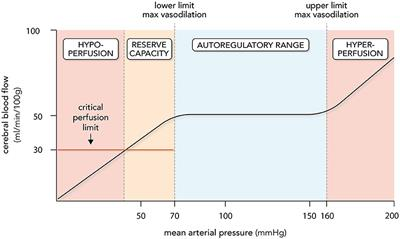 lower limit
max vasodilation
upper limit
max vasodilation
100
HYPO-
PERFUSION
RESERVE
CAPACITY
AUTOREGULATORY RANGE
HYPER-
PERFUSION
critical
perfusion
limit
50
30
cerebral blood flow
(ml/min/100g)
50
70
100
150
160
200
mean arterial pressure (mmHg)